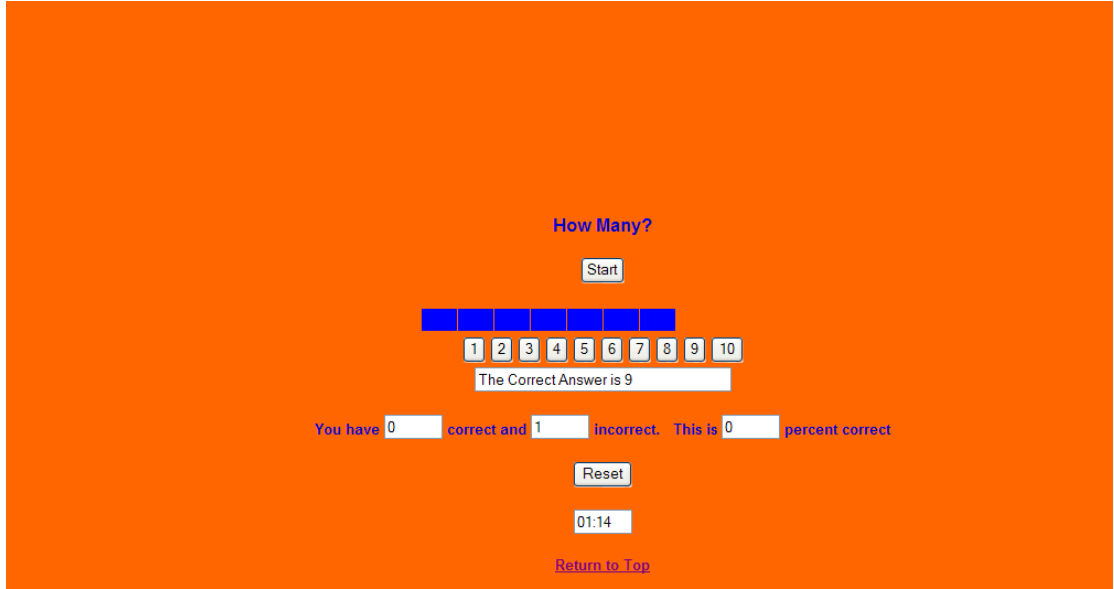 How Many?
Start
1 2 3 4 5 6 7 8 9 10
The Correct Answer is 9
You have 0 correct and 1 incorrect. This is 0 percent correct
Reset
01:14
Return to Top